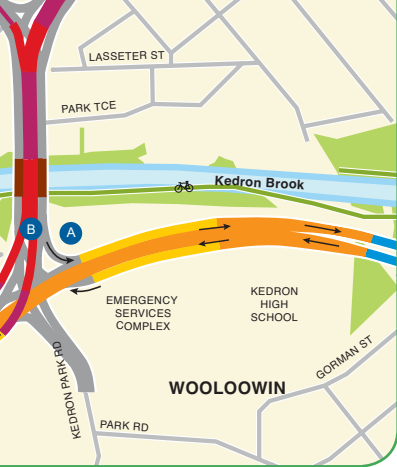 LASSETER ST
PARK TCE
Kedron Brook
B
A
EMERGENCY
SERVICES
COMPLEX
KEDRON
HIGH
SCHOOL
GORMAN ST
KEDRON PARK RD
WOOLOOWIN
PARK RD